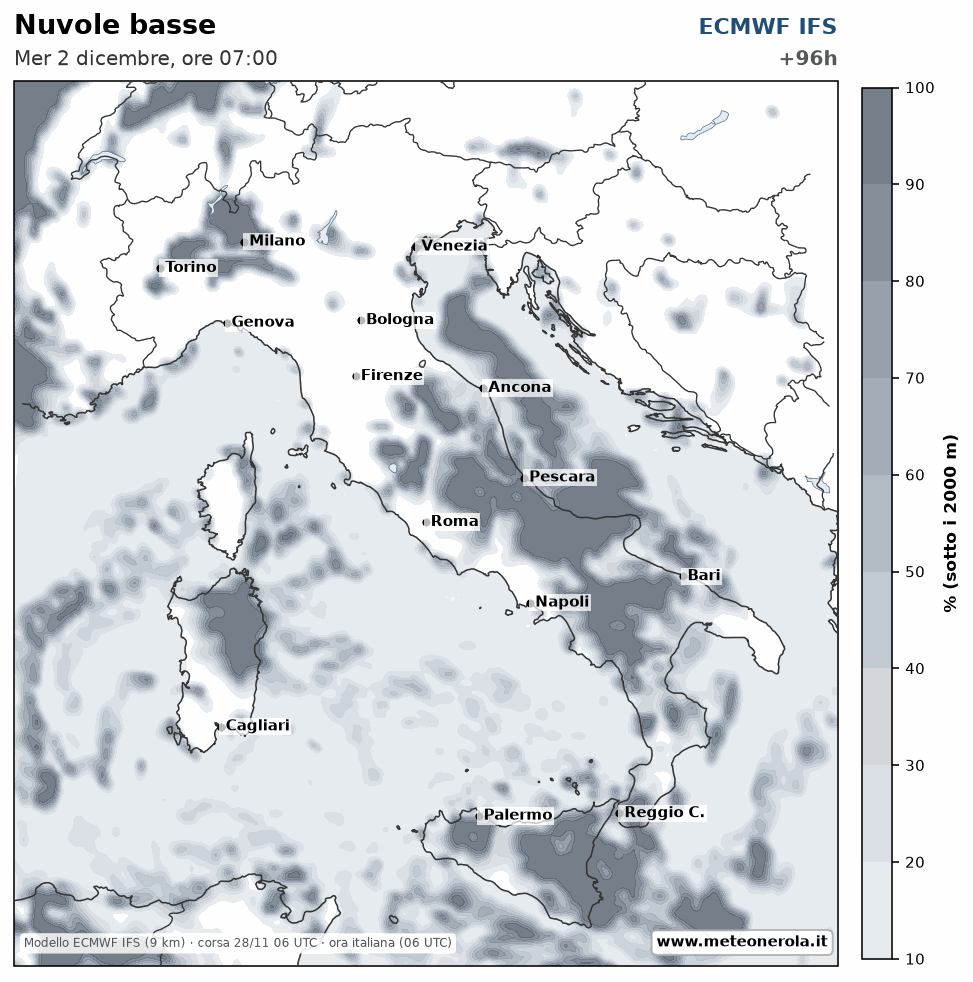 Nuvole basse
ECMWF IFS
Mer 2 dicembre, ore 07:00
+96h
100
90
80
70
60
50
40
30
20
10
% (sotto i 2000 m)
Milano
Venezia
Torino
Genova
Bologna
Firenze
Ancona
Pescara
Roma
Bari
Napoli
Cagliari
Palermo
Reggio C.
Modello ECMWF IFS (9 km) · corsa 28/11 06 UTC · ora italiana (06 UTC)
www.meteonerola.it